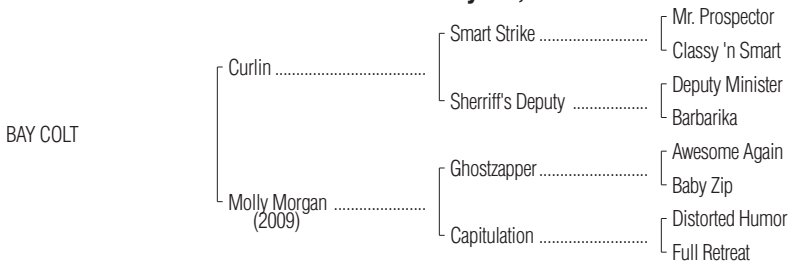 Mr. Prospector
Smart Strike ..........................
Classy 'n Smart
Curlin ....................................
Deputy Minister
Sherriff's Deputy ..................
Barbarika
BAY COLT
Awesome Again
Ghostzapper ..........................
Baby Zip
Molly Morgan ......................
(2009)
Distorted Humor
Capitulation ..........................
Full Retreat